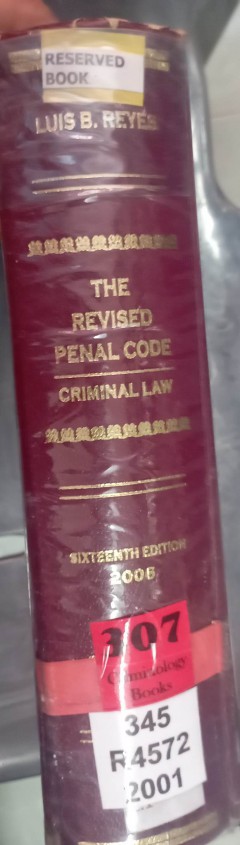 RESERVED
BOOK
LUIS B. REYES
THE
REVISED
PENAL CODE
CRIMINAL LAW
SIXTEENTH EDITION
2006
307
Criminology
Books
345
R4572
2001